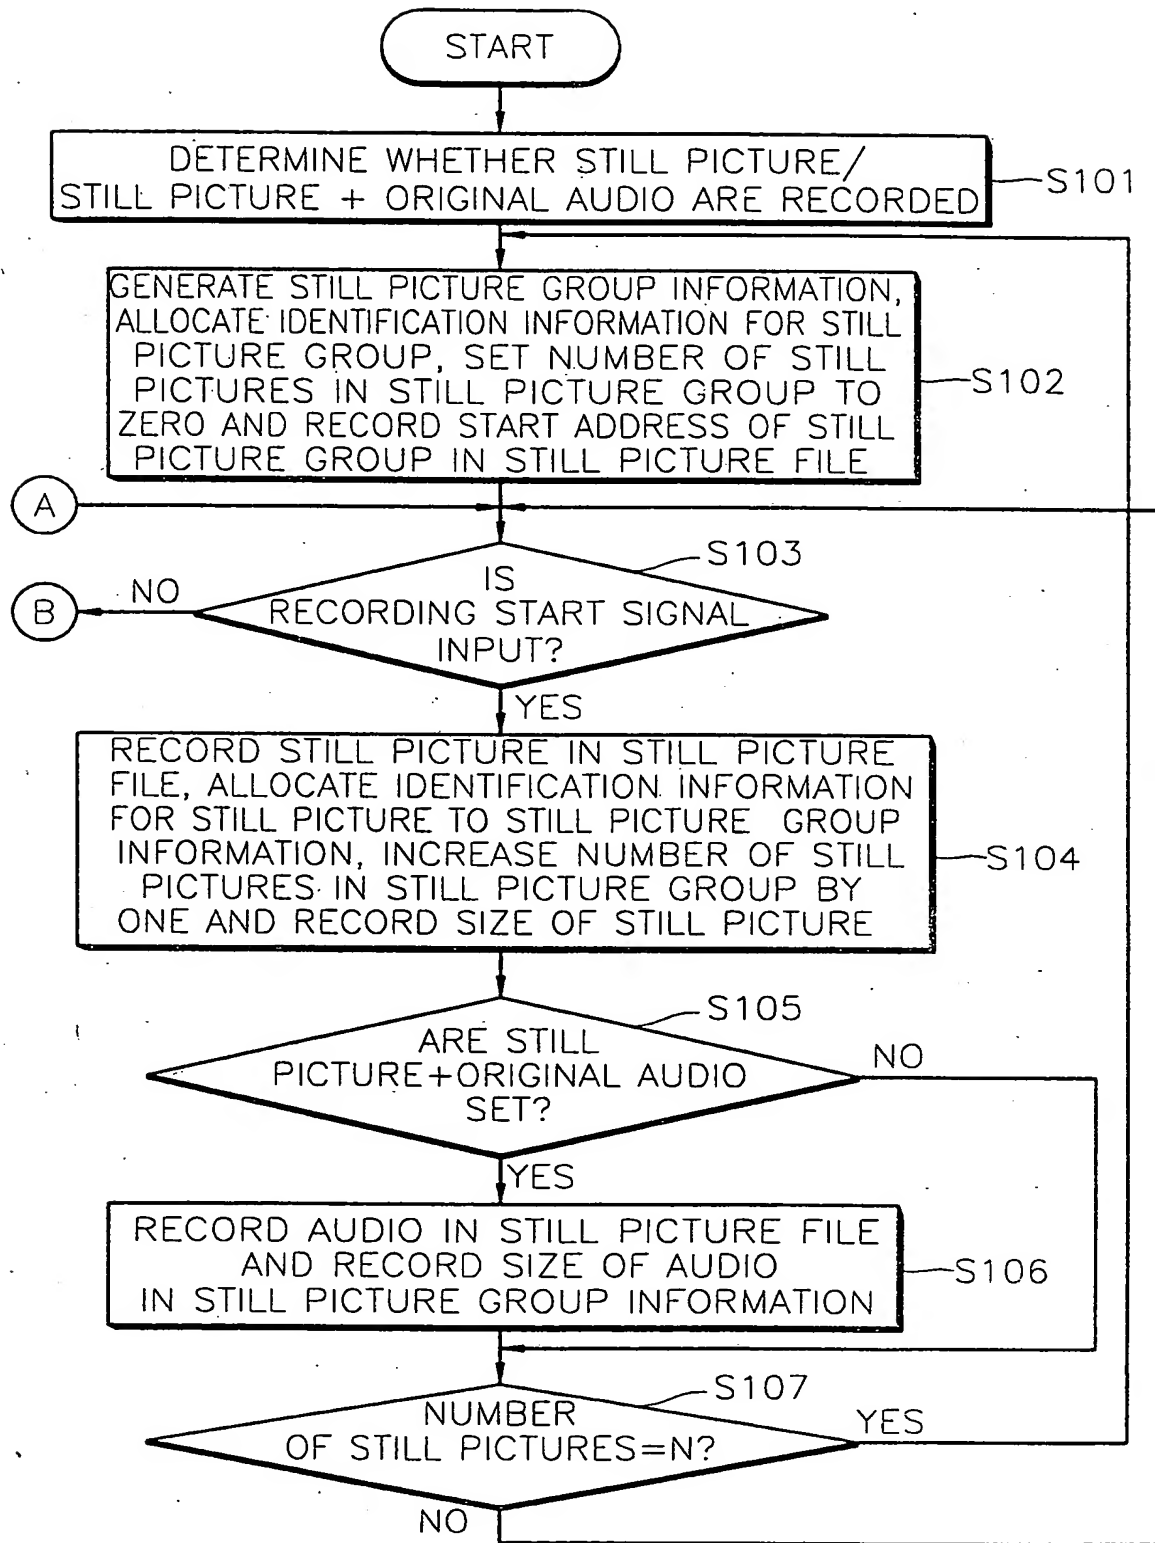 START
DETERMINE WHETHER STILL PICTURE/
STILL PICTURE + ORIGINAL AUDIO ARE RECORDED
S101
GENERATE STILL PICTURE GROUP INFORMATION,
ALLOCATE IDENTIFICATION INFORMATION FOR STILL
PICTURE GROUP, SET NUMBER OF STILL
PICTURES IN STILL PICTURE GROUP TO
ZERO AND RECORD START ADDRESS OF STILL
PICTURE GROUP IN STILL PICTURE FILE
S102
A
S103
IS
RECORDING START SIGNAL
INPUT?
NO
B
YES
RECORD STILL PICTURE IN STILL PICTURE
FILE, ALLOCATE IDENTIFICATION INFORMATION
FOR STILL PICTURE TO STILL PICTURE GROUP
INFORMATION, INCREASE NUMBER OF STILL
PICTURES IN STILL PICTURE GROUP BY
ONE AND RECORD SIZE OF STILL PICTURE
S104
S105
ARE STILL
PICTURE+ORIGINAL AUDIO
SET?
NO
YES
RECORD AUDIO IN STILL PICTURE FILE
AND RECORD SIZE OF AUDIO
IN STILL PICTURE GROUP INFORMATION
S106
S107
NUMBER
OF STILL PICTURES=N?
YES
NO